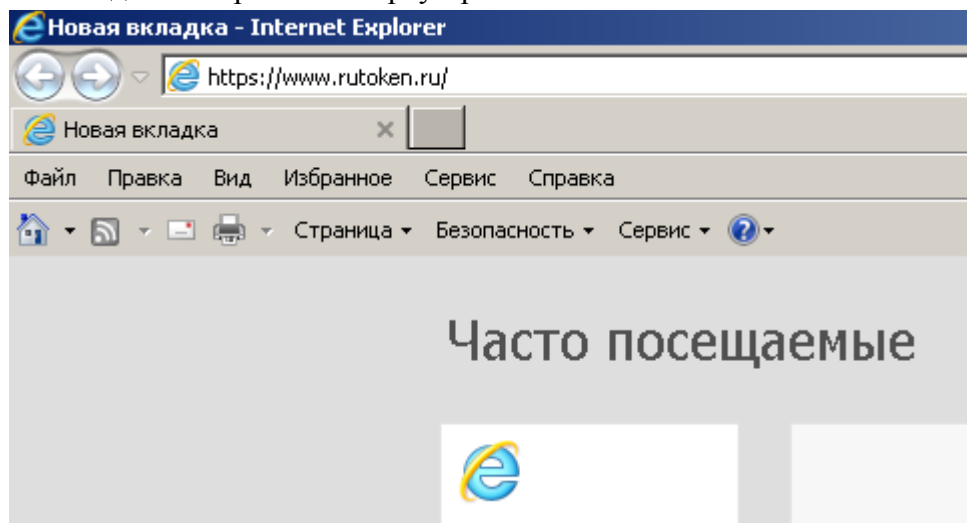 Новая вкладка - Internet Explorer
https://www.rutoken.ru/
Новая вкладка
Файл Правка Вид Избранное Сервис Справка
Страница Безопасность Сервис
Часто посещаемые